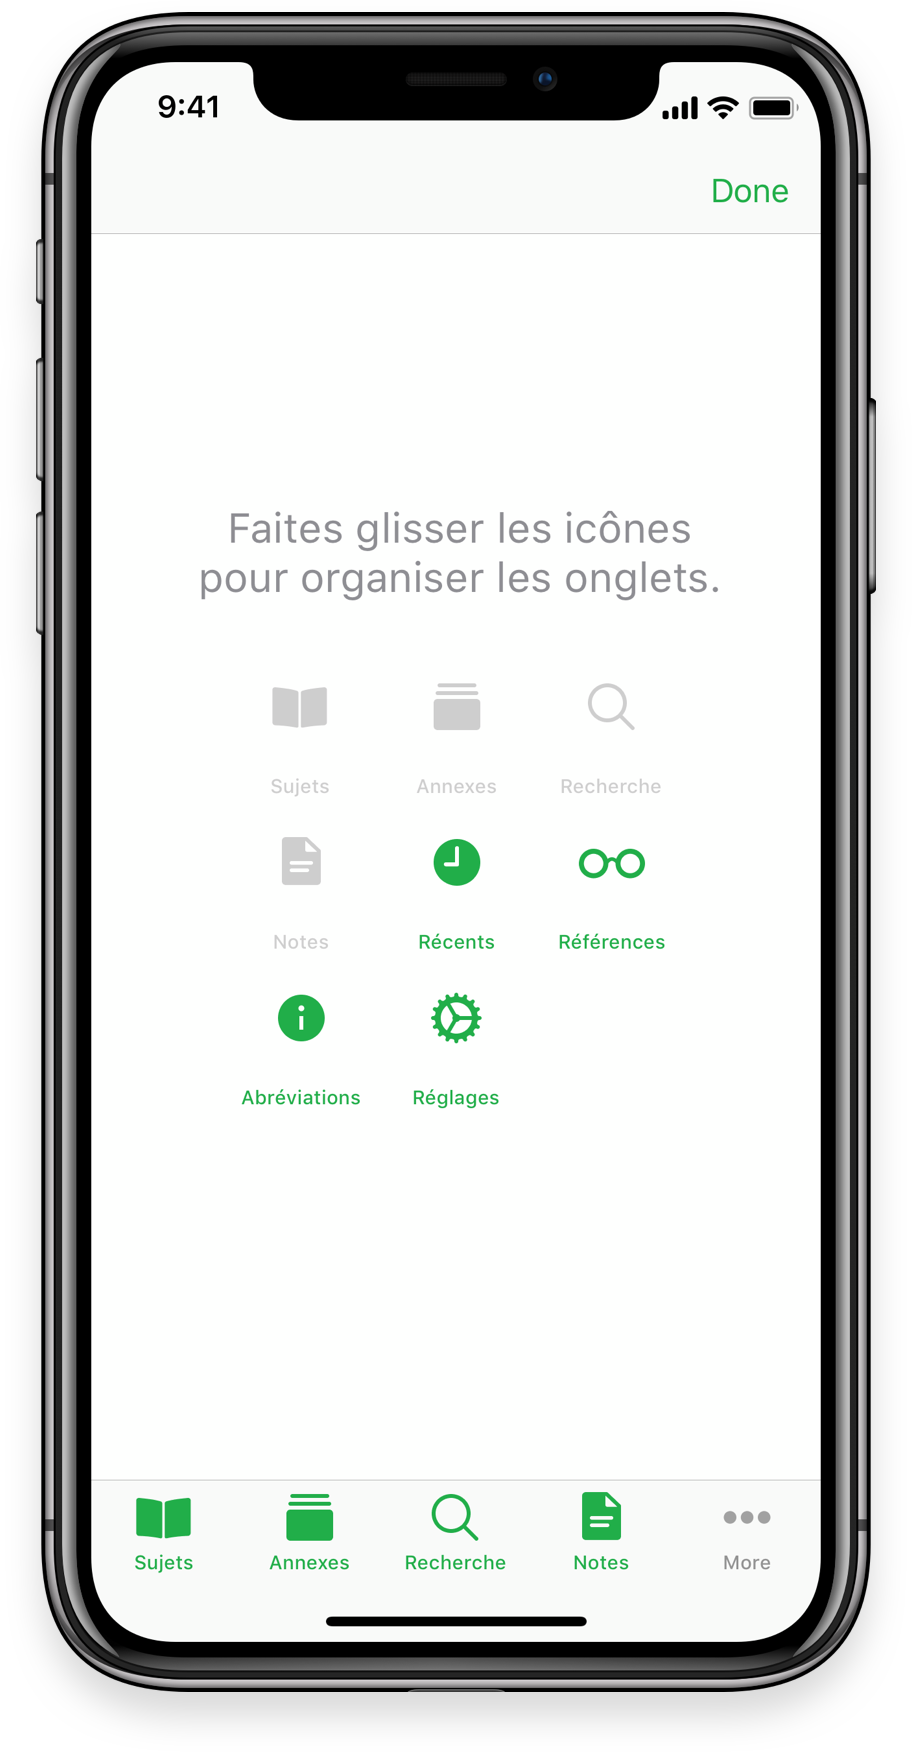 9:41
Done
Faites glisser les icônes
pour organiser les onglets.
Sujets Annexes Recherche
Notes Récents Références
Abréviations Réglages
Sujets Annexes Recherche Notes More